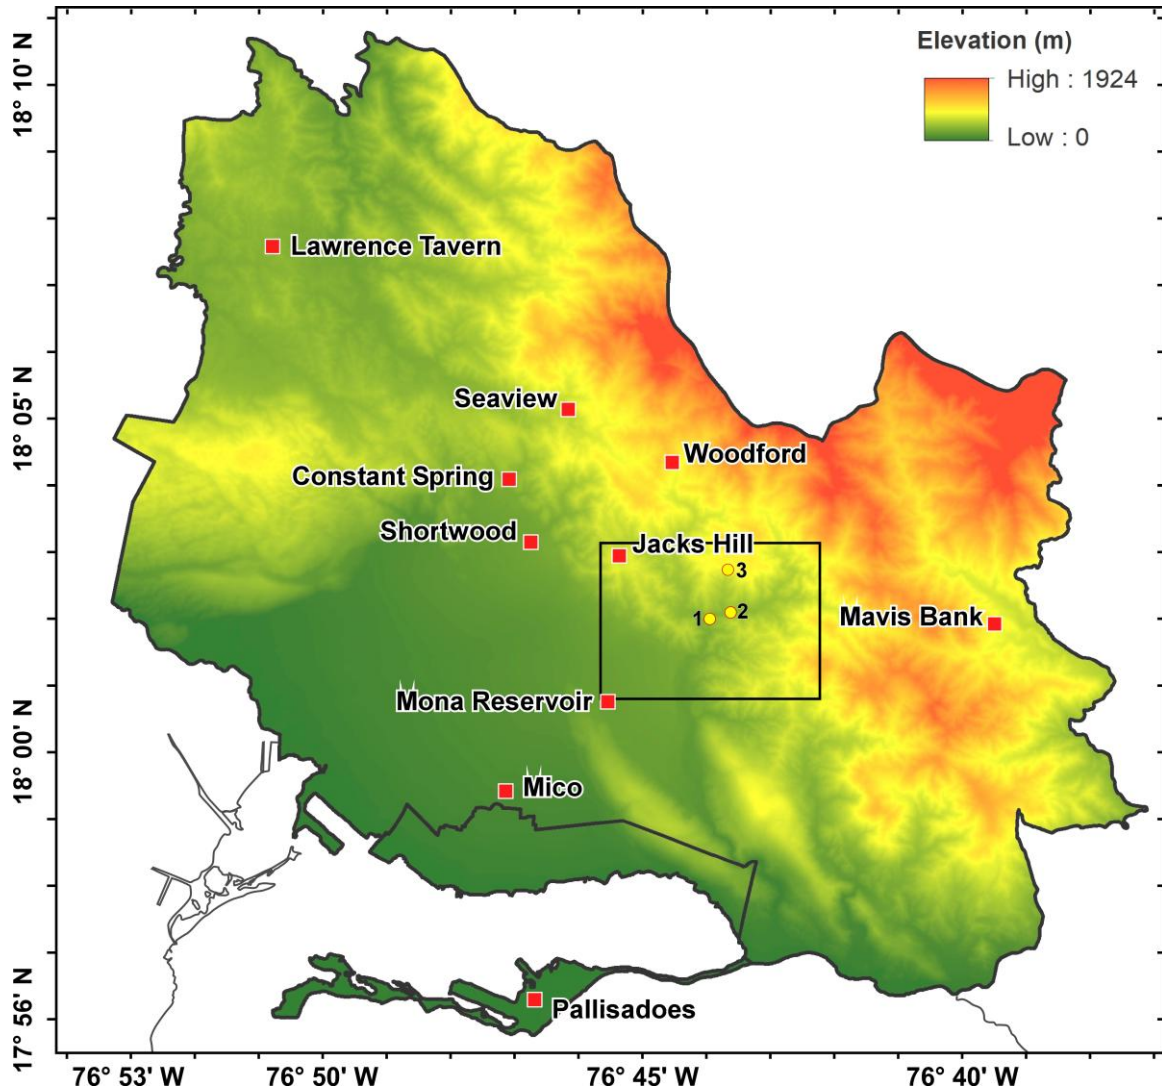 Elevation (m)
High : 1924
Low : 0
18° 10' N
Lawrence Tavern
Seaview
18° 05' N
Woodford
Constant Spring
Shortwood
Jacks Hill
3
2
1
Mavis Bank
Mona Reservoir
18° 00' N
Mico
17° 56' N
Pallisadoes
76° 53' W
76° 50' W
76° 45' W
76° 40' W